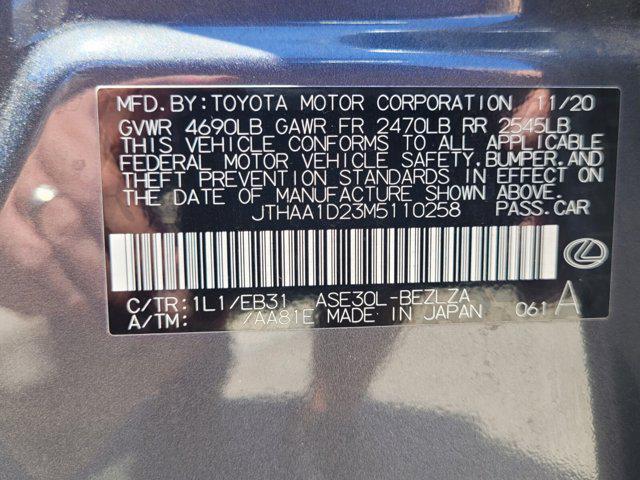 MFD. BY: TOYOTA MOTOR CORPORATION 11/20
GVWR 4690LB GAWR FR 2470LB RR 2545LB
THIS VEHICLE CONFORMS TO ALL APPLICABLE
FEDERAL MOTOR VEHICLE SAFETY, BUMPER, AND
THEFT PREVENTION STANDARDS IN EFFECT ON
THE DATE OF MANUFACTURE SHOWN ABOVE.
JTHAA1D23M5110258 PASS. CAR
C/TR: 1L1/EB31 ASE30L-BEZLZA
A/TM: /AA81E MADE IN JAPAN 061 A